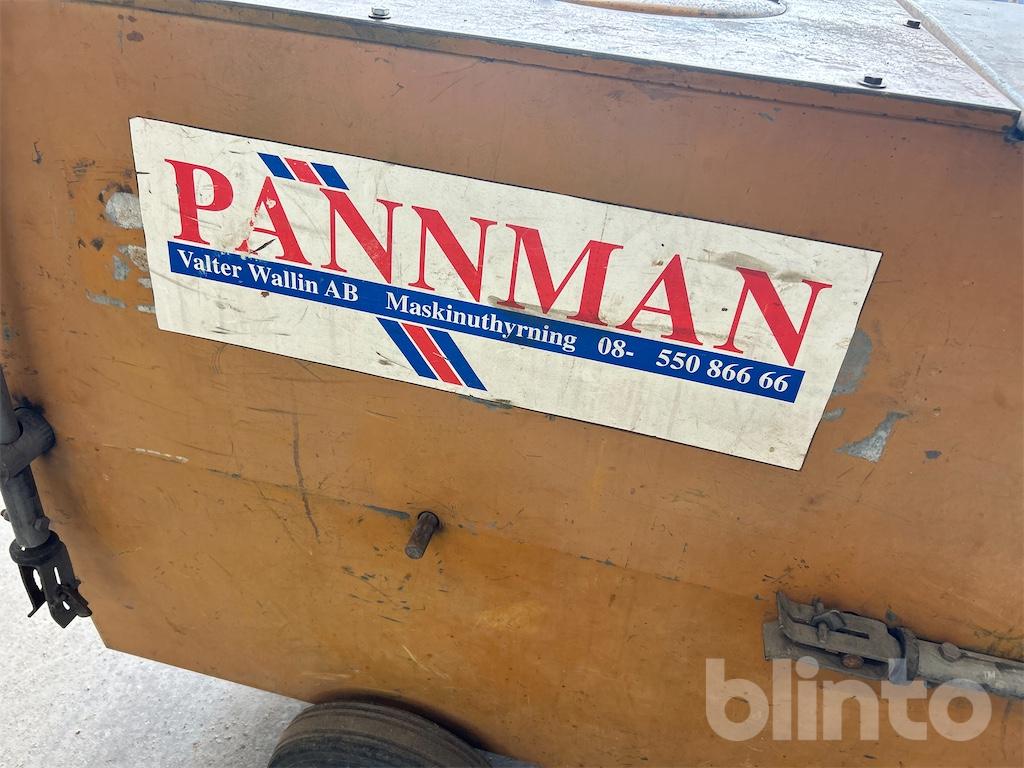 PANNMAN
Valter Wallin AB Maskinuthyrning 08- 550 866 66
blinto